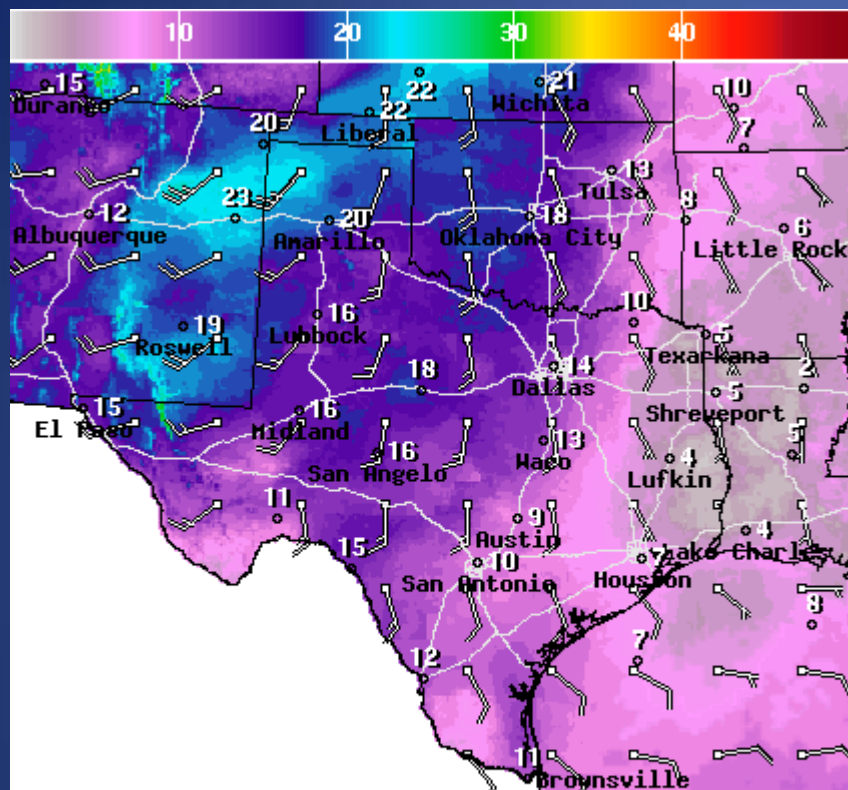 10 20 30 40
15 22 21 10
Durango 22 Wichita
Liberal
20 7
13
Tulsa
23 12 20 18 8 6
Albuquerque Amarillo Oklahoma City Little Rock
19 16 10
Roswell Lubbock 5
Texarkana
14
18 Dallas 5 2
15 16 Shreveport
El Paso Midland 13
16 Waco 4 5
San Angelo Lufkin
11 9 4
Austin
15 10 7 Lake Charles
San Antonio Houston
8
12 7
11
Brownsville